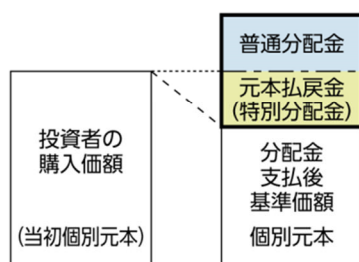 普通分配金
元本払戻金
(特別分配金)
投資者の
購入価額
(当初個別元本)
分配金
支払後
基準価額
個別元本